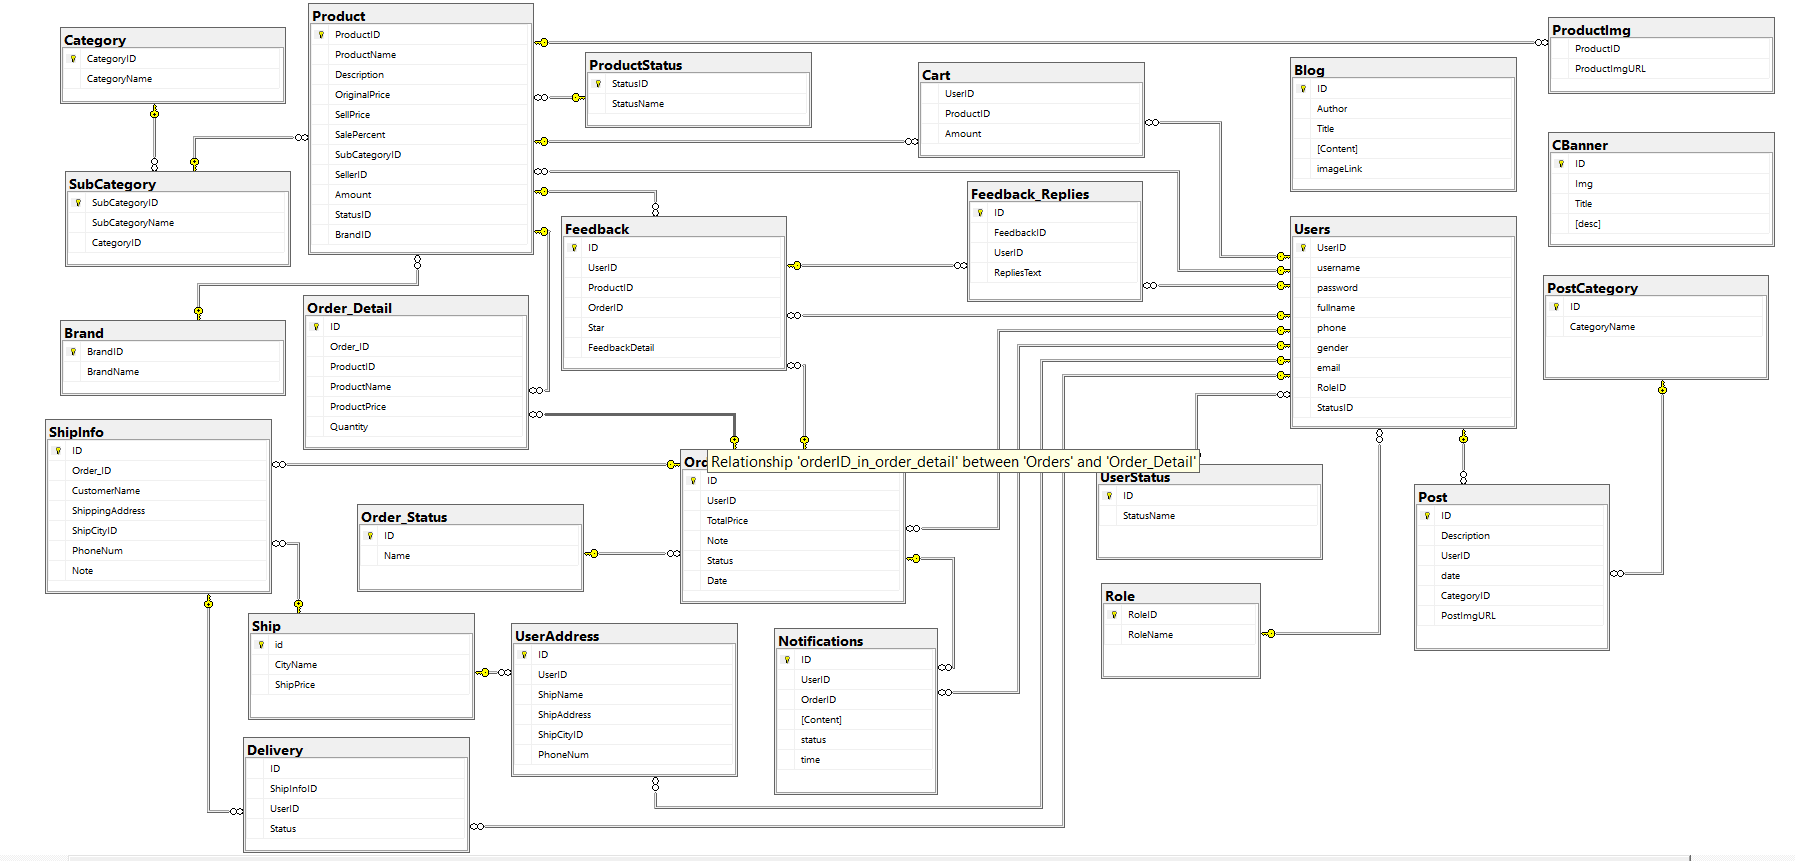 Category
CategoryID
CategoryName
Product
ProductID
ProductName
Description
OriginalPrice
SellPrice
SalePercent
SubCategoryID
SellerID
Amount
StatusID
BrandID
ProductStatus
StatusID
StatusName
Cart
UserID
ProductID
Amount
Blog
ID
Author
Title
[Content]
imageLink
ProductImg
ProductID
ProductImgURL
CBanner
ID
Img
Title
[desc]
SubCategory
SubCategoryID
SubCategoryName
CategoryID
Feedback
ID
UserID
ProductID
OrderID
Star
FeedbackDetail
Feedback_Replies
ID
FeedbackID
UserID
RepliesText
Users
UserID
username
password
fullname
phone
gender
email
RoleID
StatusID
PostCategory
ID
CategoryName
Brand
BrandID
BrandName
Order_Detail
ID
Order_ID
ProductID
ProductName
ProductPrice
Quantity
ShipInfo
ID
Order_ID
CustomerName
ShippingAddress
ShipCityID
PhoneNum
Note
Order_Status
ID
Name
Relationship 'orderID_in_order_detail' between 'Orders' and 'Order_Detail'
Ord
ID
UserID
TotalPrice
Note
Status
Date
UserStatus
ID
StatusName
Post
ID
Description
UserID
date
CategoryID
PostImgURL
Role
RoleID
RoleName
Ship
id
CityName
ShipPrice
UserAddress
ID
UserID
ShipName
ShipAddress
ShipCityID
PhoneNum
Notifications
ID
UserID
OrderID
[Content]
status
time
Delivery
ID
ShipInfoID
UserID
Status